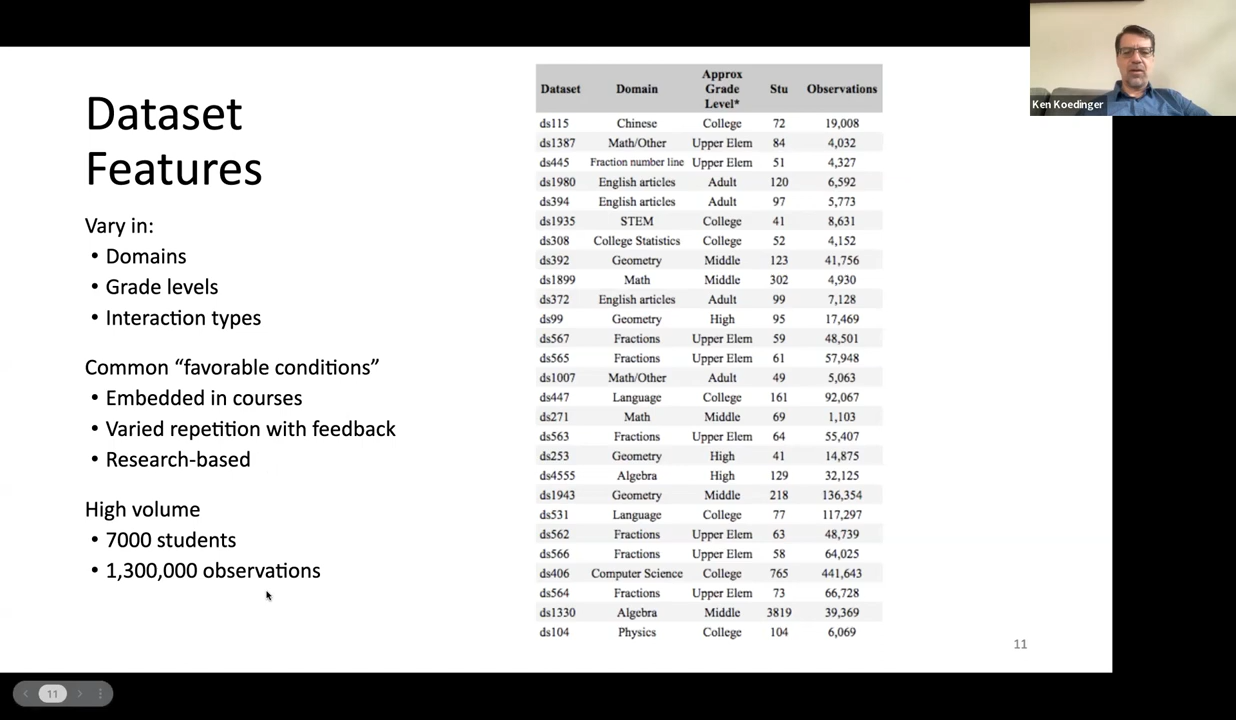 Dataset
Features
Vary in:
• Domains
• Grade levels
• Interaction types
Common “favorable conditions”
• Embedded in courses
• Varied repetition with feedback
• Research-based
High volume
• 7000 students
• 1,300,000 observations
Dataset Domain Approx Grade Level* Stu Observations
ds115 Chinese College 72 19,008
ds1387 Math/Other Upper Elem 84 4,032
ds445 Fraction number line Upper Elem 51 4,327
ds1980 English articles Adult 120 6,592
ds394 English articles Adult 97 5,773
ds1935 STEM College 41 8,631
ds308 College Statistics College 52 4,152
ds392 Geometry Middle 123 41,756
ds1899 Math Middle 302 4,930
ds372 English articles Adult 99 7,128
ds99 Geometry High 95 17,469
ds567 Fractions Upper Elem 59 48,501
ds565 Fractions Upper Elem 61 57,948
ds1007 Math/Other Adult 49 5,063
ds447 Language College 161 92,067
ds271 Math Middle 69 1,103
ds563 Fractions Upper Elem 64 55,407
ds253 Geometry High 41 14,875
ds4555 Algebra High 129 32,125
ds1943 Geometry Middle 218 136,354
ds531 Language College 77 117,297
ds562 Fractions Upper Elem 63 48,739
ds566 Fractions Upper Elem 58 64,025
ds406 Computer Science College 765 441,643
ds564 Fractions Upper Elem 73 66,728
ds1330 Algebra Middle 3819 39,369
ds104 Physics College 104 6,069
11
Ken Koedinger
11